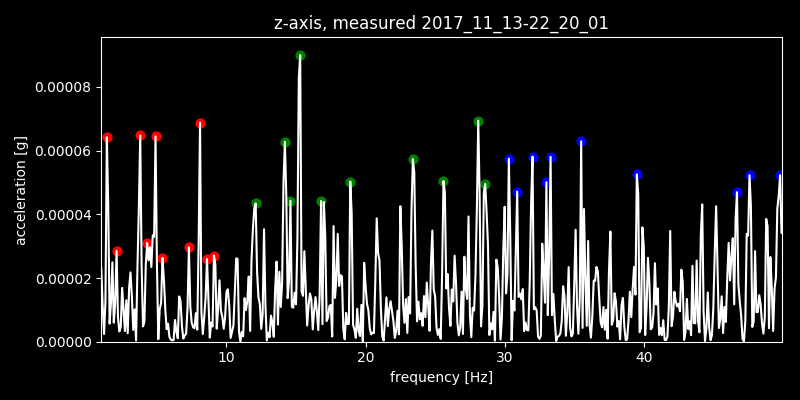 z-axis, measured 2017_11_13-22_20_01
0.00008
0.00006
0.00004
0.00002
0.00000
acceleration [g]
10 20 30 40
frequency [Hz]